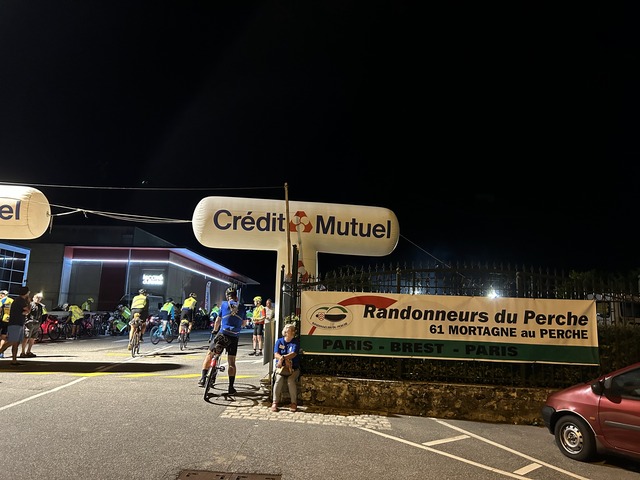 el
Crédit Mutuel
Randonneurs du Perche
61 MORTAGNE au PERCHE
PARIS - BREST - PARIS